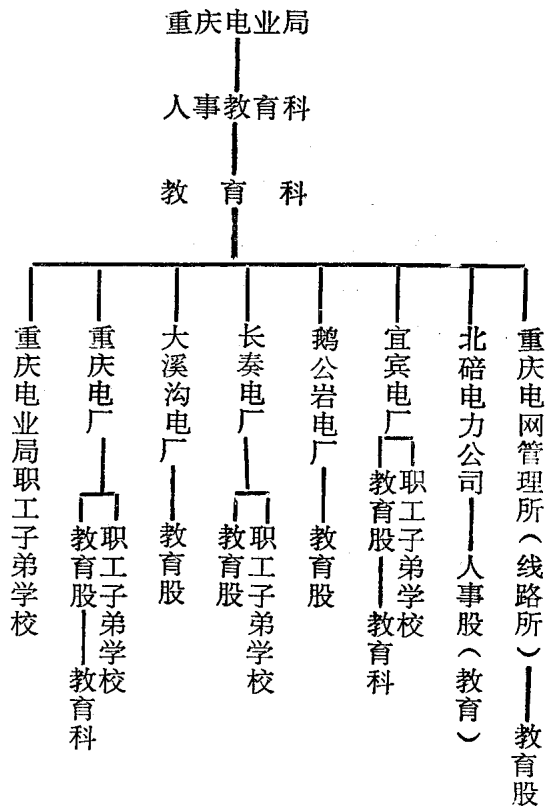 重庆电业局
人事教育科
教育科
重庆电业局职工子弟学校
重庆电厂
教育股
教育科
职工子弟学校
大溪沟电厂
教育股
长奏电厂
教育股
职工子弟学校
鹅公岩电厂
教育股
宜宾电厂
教育股
教育科
职工子弟学校
北碚电力公司
人事股(教育)
重庆电网管理所(线路所)
教育股